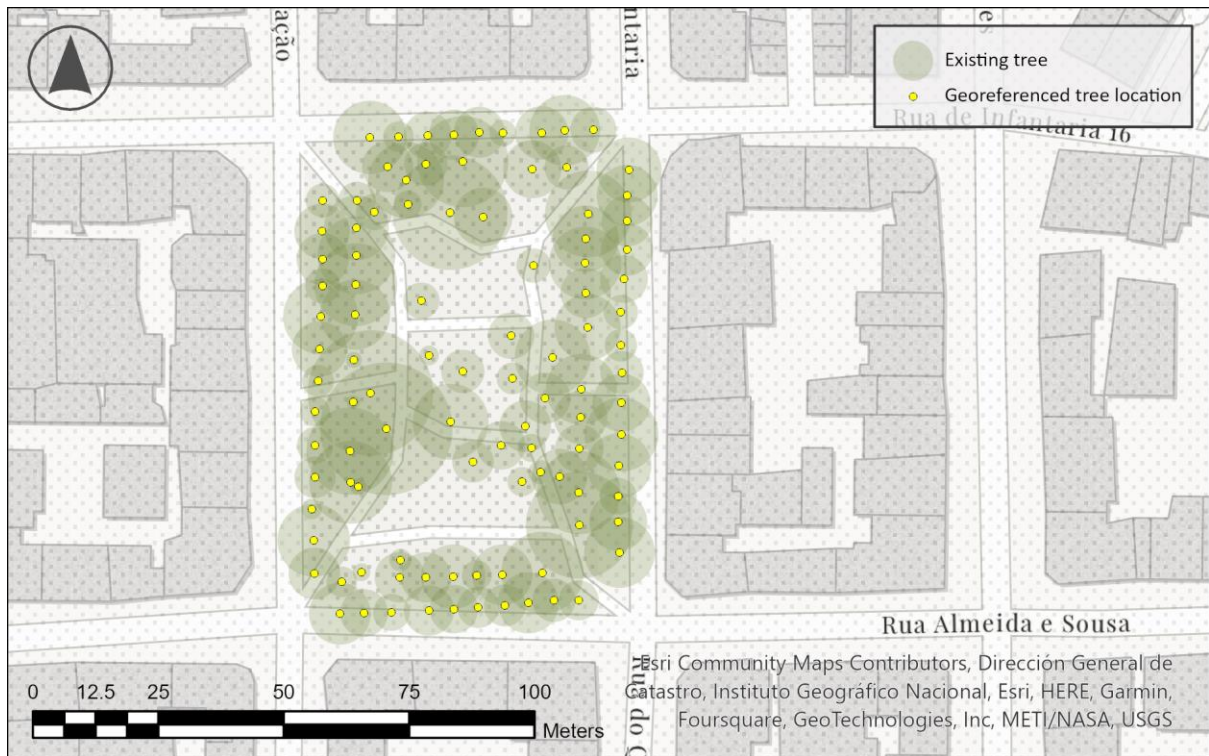 ação
ntaria
es
Existing tree
Georeferenced tree location
Rua de Infantaria 16
Rua Almeida e Sousa
Rua do Q
Esri Community Maps Contributors, Dirección General de
Catastro, Instituto Geográfico Nacional, Esri, HERE, Garmin,
Foursquare, GeoTechnologies, Inc, METI/NASA, USGS
0 12.5 25 50 75 100
Meters